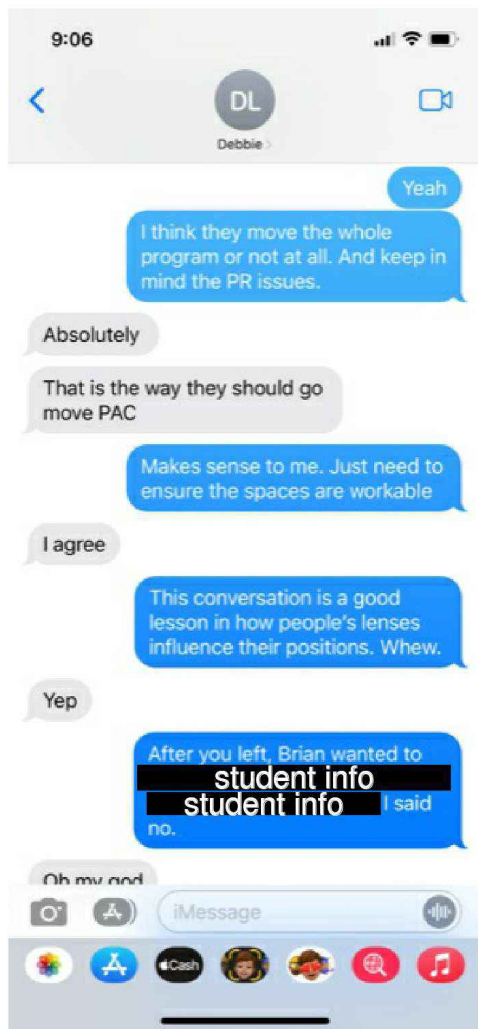 9:06
DL
Debbie
Yeah
I think they move the whole
program or not at all. And keep in
mind the PR issues.
Absolutely
That is the way they should go
move PAC
Makes sense to me. Just need to
ensure the spaces are workable
I agree
This conversation is a good
lesson in how people's lenses
influence their positions. Whew.
Yep
After you left, Brian wanted to
student info
student info I said
no.
Oh my god
iMessage
Cash